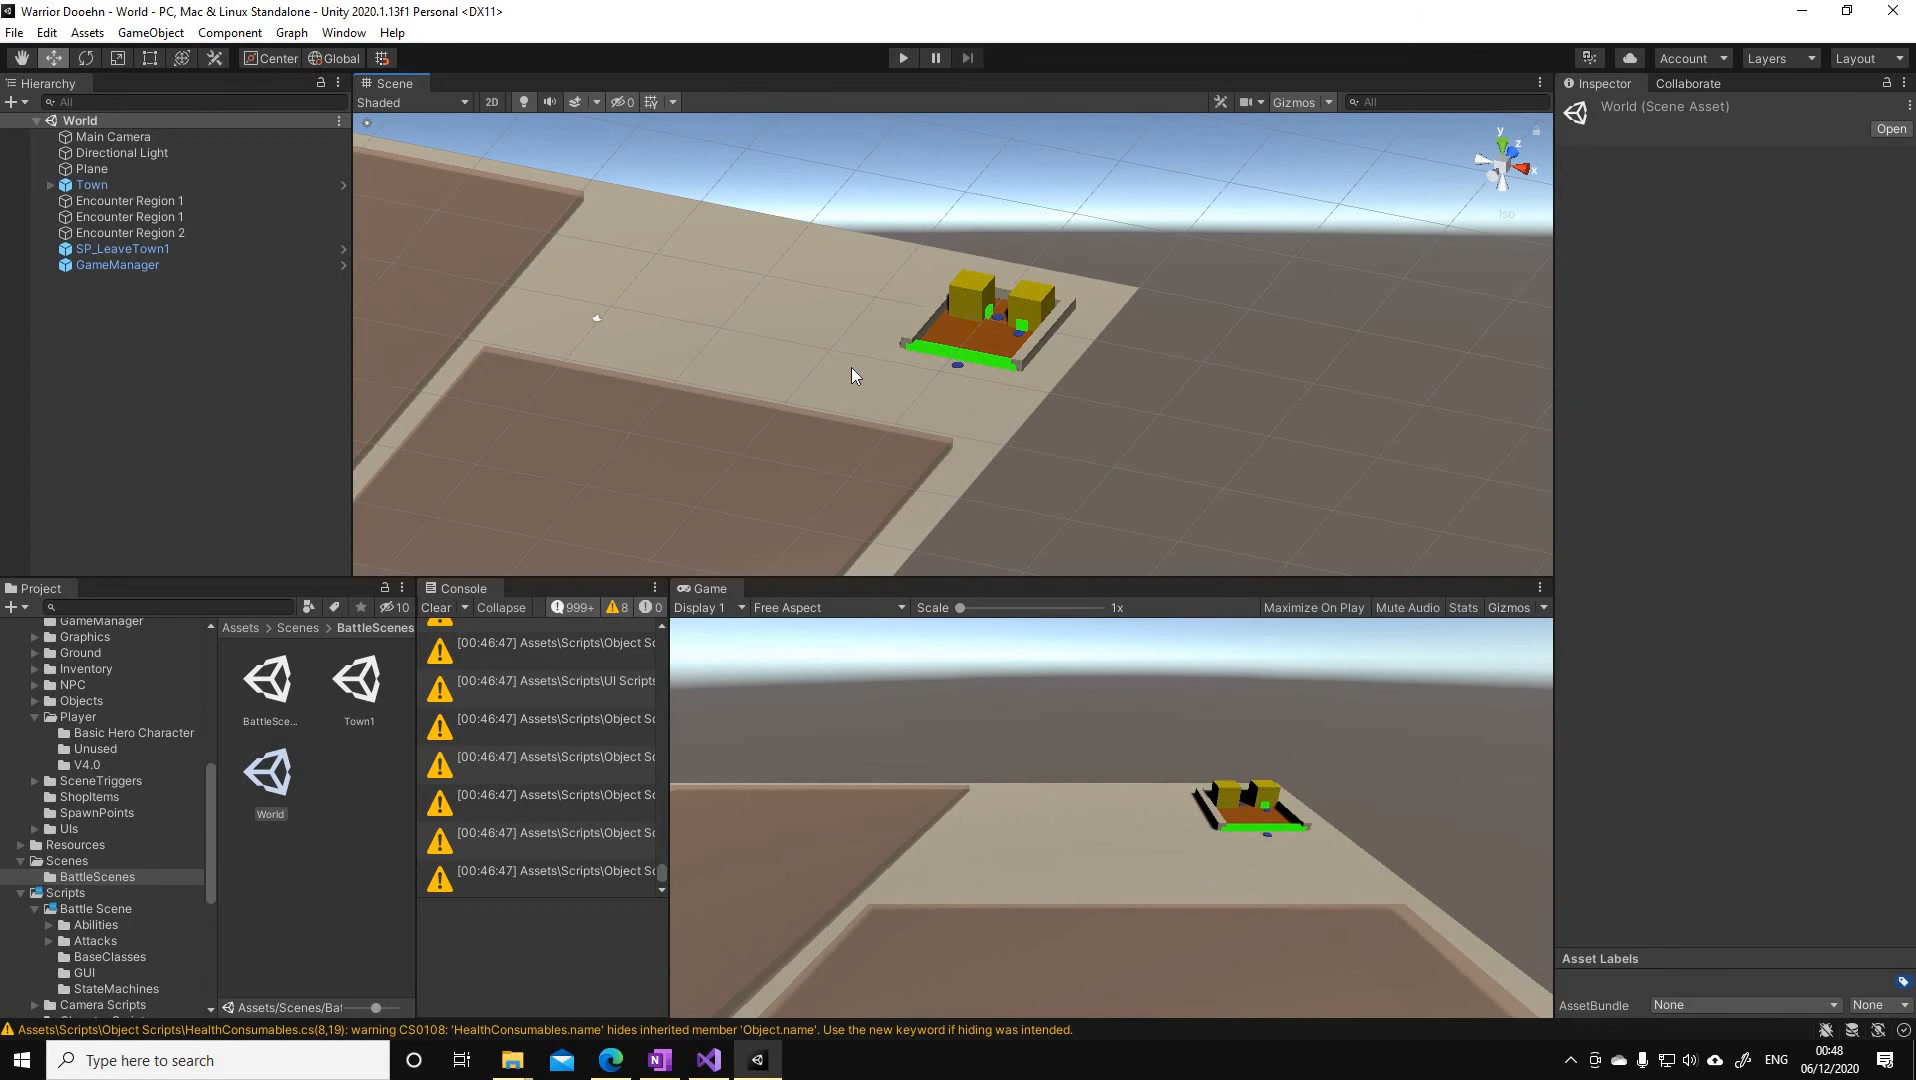 Warrior Dooehn - World - PC, Mac & Linux Standalone - Unity 2020.1.13f1 Personal <DX11>
File Edit Assets GameObject Component Graph Window Help
Center Global
Account Layers Layout
Hierarchy
All
World
Main Camera
Directional Light
Plane
Town
Encounter Region 1
Encounter Region 1
Encounter Region 2
SP_LeaveTown1
GameManager
Scene
Shaded 2D 0 Gizmos All
y
z
x
Iso
Inspector Collaborate
World (Scene Asset)
Open
Project
10
GameManager
Graphics
Ground
Inventory
NPC
Objects
Player
Basic Hero Character
Unused
V4.0
SceneTriggers
ShopItems
SpawnPoints
UIs
Resources
Scenes
BattleScenes
Scripts
Battle Scene
Abilities
Attacks
BaseClasses
GUI
StateMachines
Camera Scripts
Assets > Scenes > BattleScenes
BattleSce...
Town1
World
Assets/Scenes/Bat
Console
Clear Collapse 999+ 8 0
[00:46:47] Assets\Scripts\Object Sc
[00:46:47] Assets\Scripts\UI Scripts
[00:46:47] Assets\Scripts\Object Sc
[00:46:47] Assets\Scripts\Object Sc
[00:46:47] Assets\Scripts\Object Sc
[00:46:47] Assets\Scripts\Object Sc
[00:46:47] Assets\Scripts\Object Sc
Game
Display 1 Free Aspect Scale 1x Maximize On Play Mute Audio Stats Gizmos
Asset Labels
AssetBundle None None
Assets\Scripts\Object Scripts\HealthConsumables.cs(8,19): warning CS0108: 'HealthConsumables.name' hides inherited member 'Object.name'. Use the new keyword if hiding was intended.
Type here to search
ENG
00:48
06/12/2020